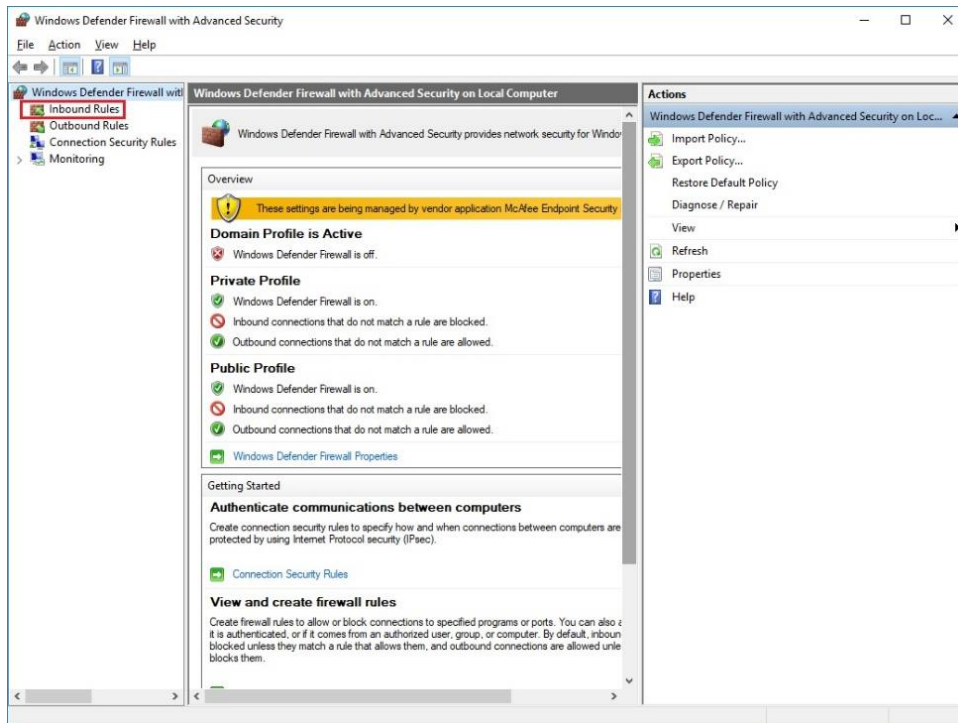 Windows Defender Firewall with Advanced Security
File Action View Help
Windows Defender Firewall with
Inbound Rules
Outbound Rules
Connection Security Rules
Monitoring
Windows Defender Firewall with Advanced Security on Local Computer
Windows Defender Firewall with Advanced Security provides network security for Window
Overview
These settings are being managed by vendor application McAfee Endpoint Security
Domain Profile is Active
Windows Defender Firewall is off.
Private Profile
Windows Defender Firewall is on.
Inbound connections that do not match a rule are blocked.
Outbound connections that do not match a rule are allowed.
Public Profile
Windows Defender Firewall is on.
Inbound connections that do not match a rule are blocked.
Outbound connections that do not match a rule are allowed.
Windows Defender Firewall Properties
Getting Started
Authenticate communications between computers
Create connection security rules to specify how and when connections between computers are
protected by using Internet Protocol security (IPsec).
Connection Security Rules
View and create firewall rules
Create firewall rules to allow or block connections to specified programs or ports. You can also a
it is authenticated, or if it comes from an authorized user, group, or computer. By default, inboun
blocked unless they match a rule that allows them, and outbound connections are allowed unle
blocks them.
Actions
Windows Defender Firewall with Advanced Security on Loc...
Import Policy...
Export Policy...
Restore Default Policy
Diagnose / Repair
View
Refresh
Properties
Help